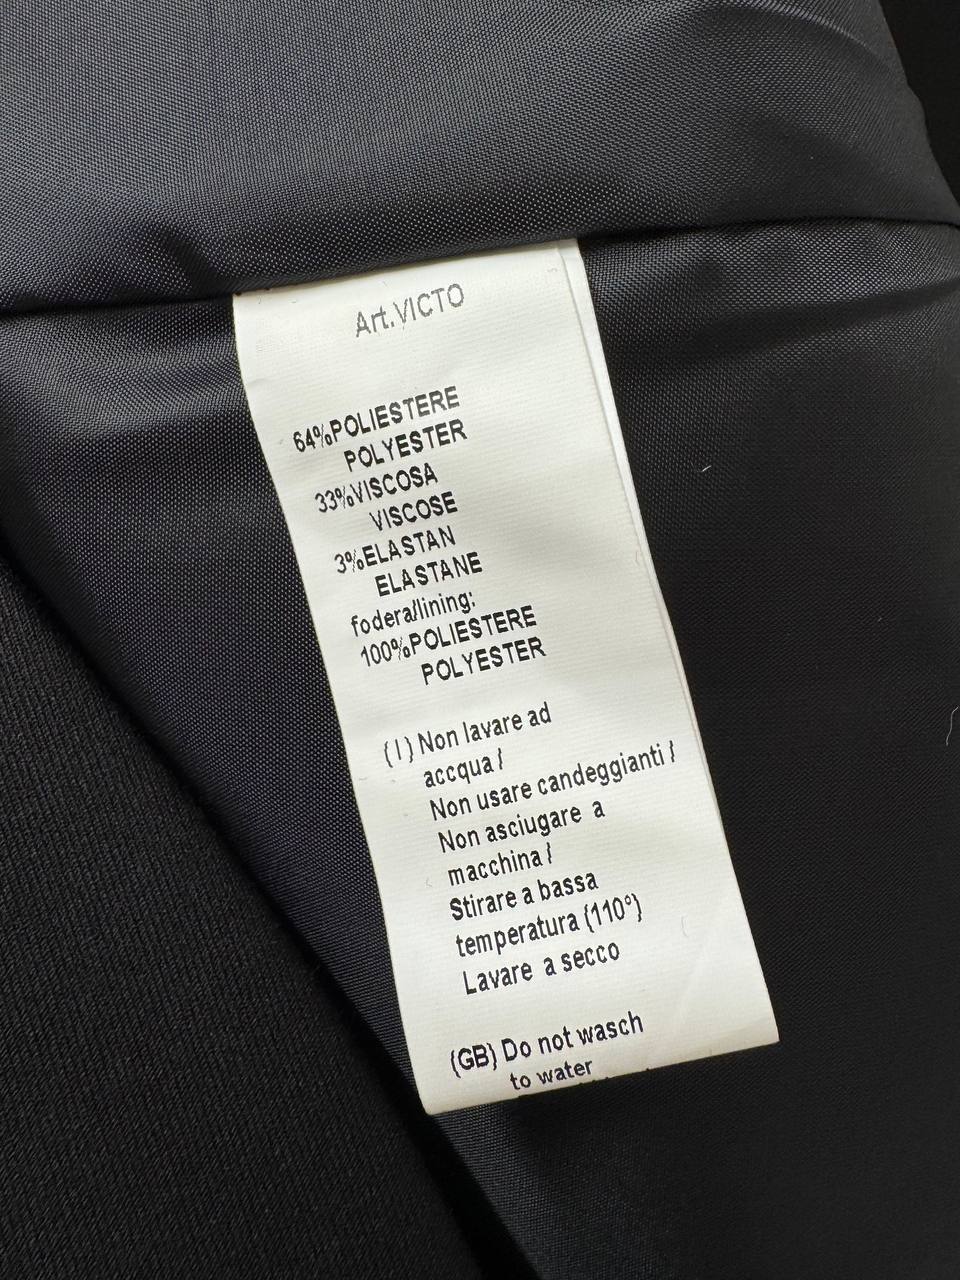 Art.VICTO
64%POLIESTERE
POLYESTER
33%VISCOSA
VISCOSE
3%ELASTAN
ELASTANE
fodera/lining:
100%POLIESTERE
POLYESTER
(I) Non lavare ad
accqua /
Non usare candeggianti /
Non asciugare a
macchina /
Stirare a bassa
temperatura (110°)
Lavare a secco
(GB) Do not wasch
to water